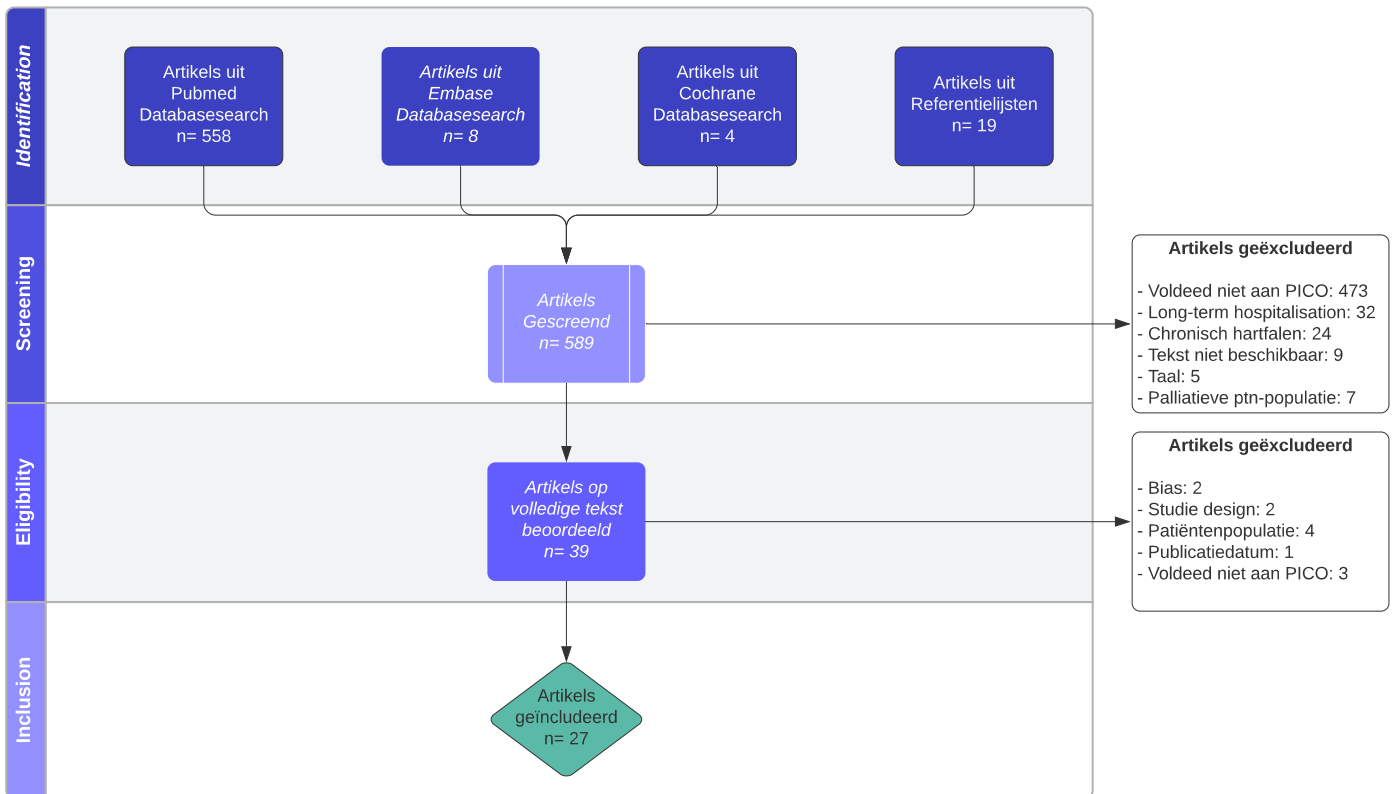 Identification
Artikels uit
Pubmed
Databasesearch
n= 558
Artikels uit
Embase
Databasesearch
n= 8
Artikels uit
Cochrane
Databasesearch
n= 4
Artikels uit
Referentielijsten
n= 19
Screening
Artikels
Gescreend
n= 589
Artikels geëxcludeerd
- Voldeed niet aan PICO: 473
- Long-term hospitalisation: 32
- Chronisch hartfalen: 24
- Tekst niet beschikbaar: 9
- Taal: 5
- Palliatieve ptn-populatie: 7
Eligibility
Artikels op
volledige tekst
beoordeeld
n= 39
Artikels geëxcludeerd
- Bias: 2
- Studie design: 2
- Patiëntenpopulatie: 4
- Publicatiedatum: 1
- Voldeed niet aan PICO: 3
Inclusion
Artikels
geïncludeerd
n= 27